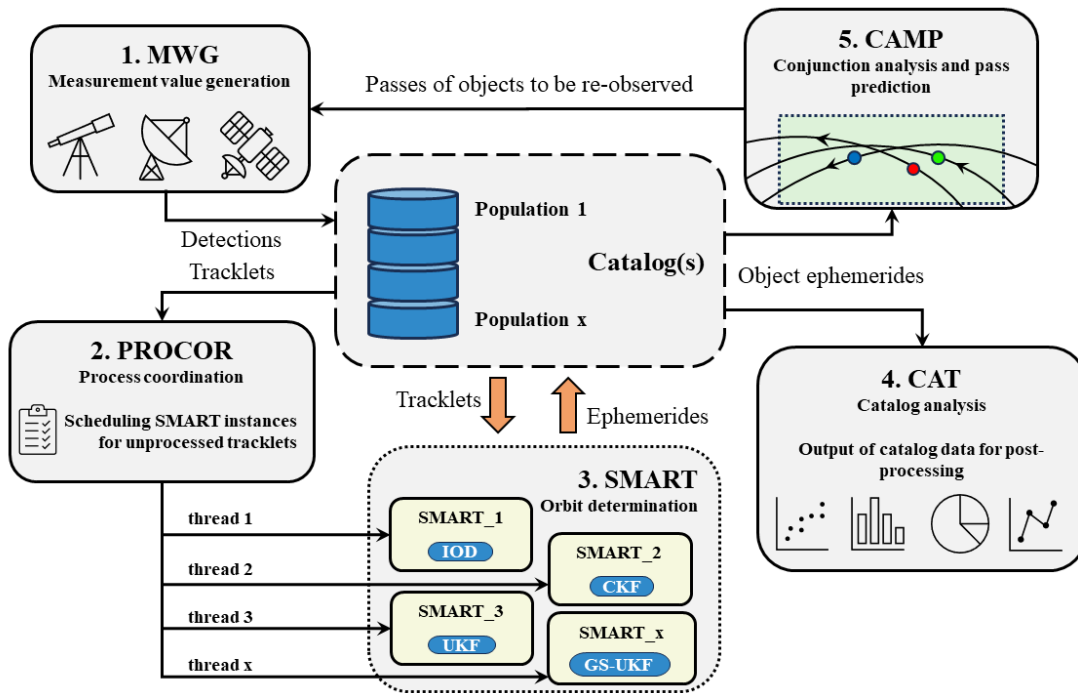 1. MWG
Measurement value generation
Passes of objects to be re-observed
5. CAMP
Conjunction analysis and pass
prediction
Detections
Tracklets
Population 1
Catalog(s)
Population x
Object ephemerides
2. PROCOR
Process coordination
Scheduling SMART instances
for unprocessed tracklets
Tracklets
Ephemerides
4. CAT
Catalog analysis
Output of catalog data for post-
processing
3. SMART
Orbit determination
thread 1
SMART_1
IOD
thread 2
SMART_2
CKF
thread 3
SMART_3
UKF
thread x
SMART_x
GS-UKF